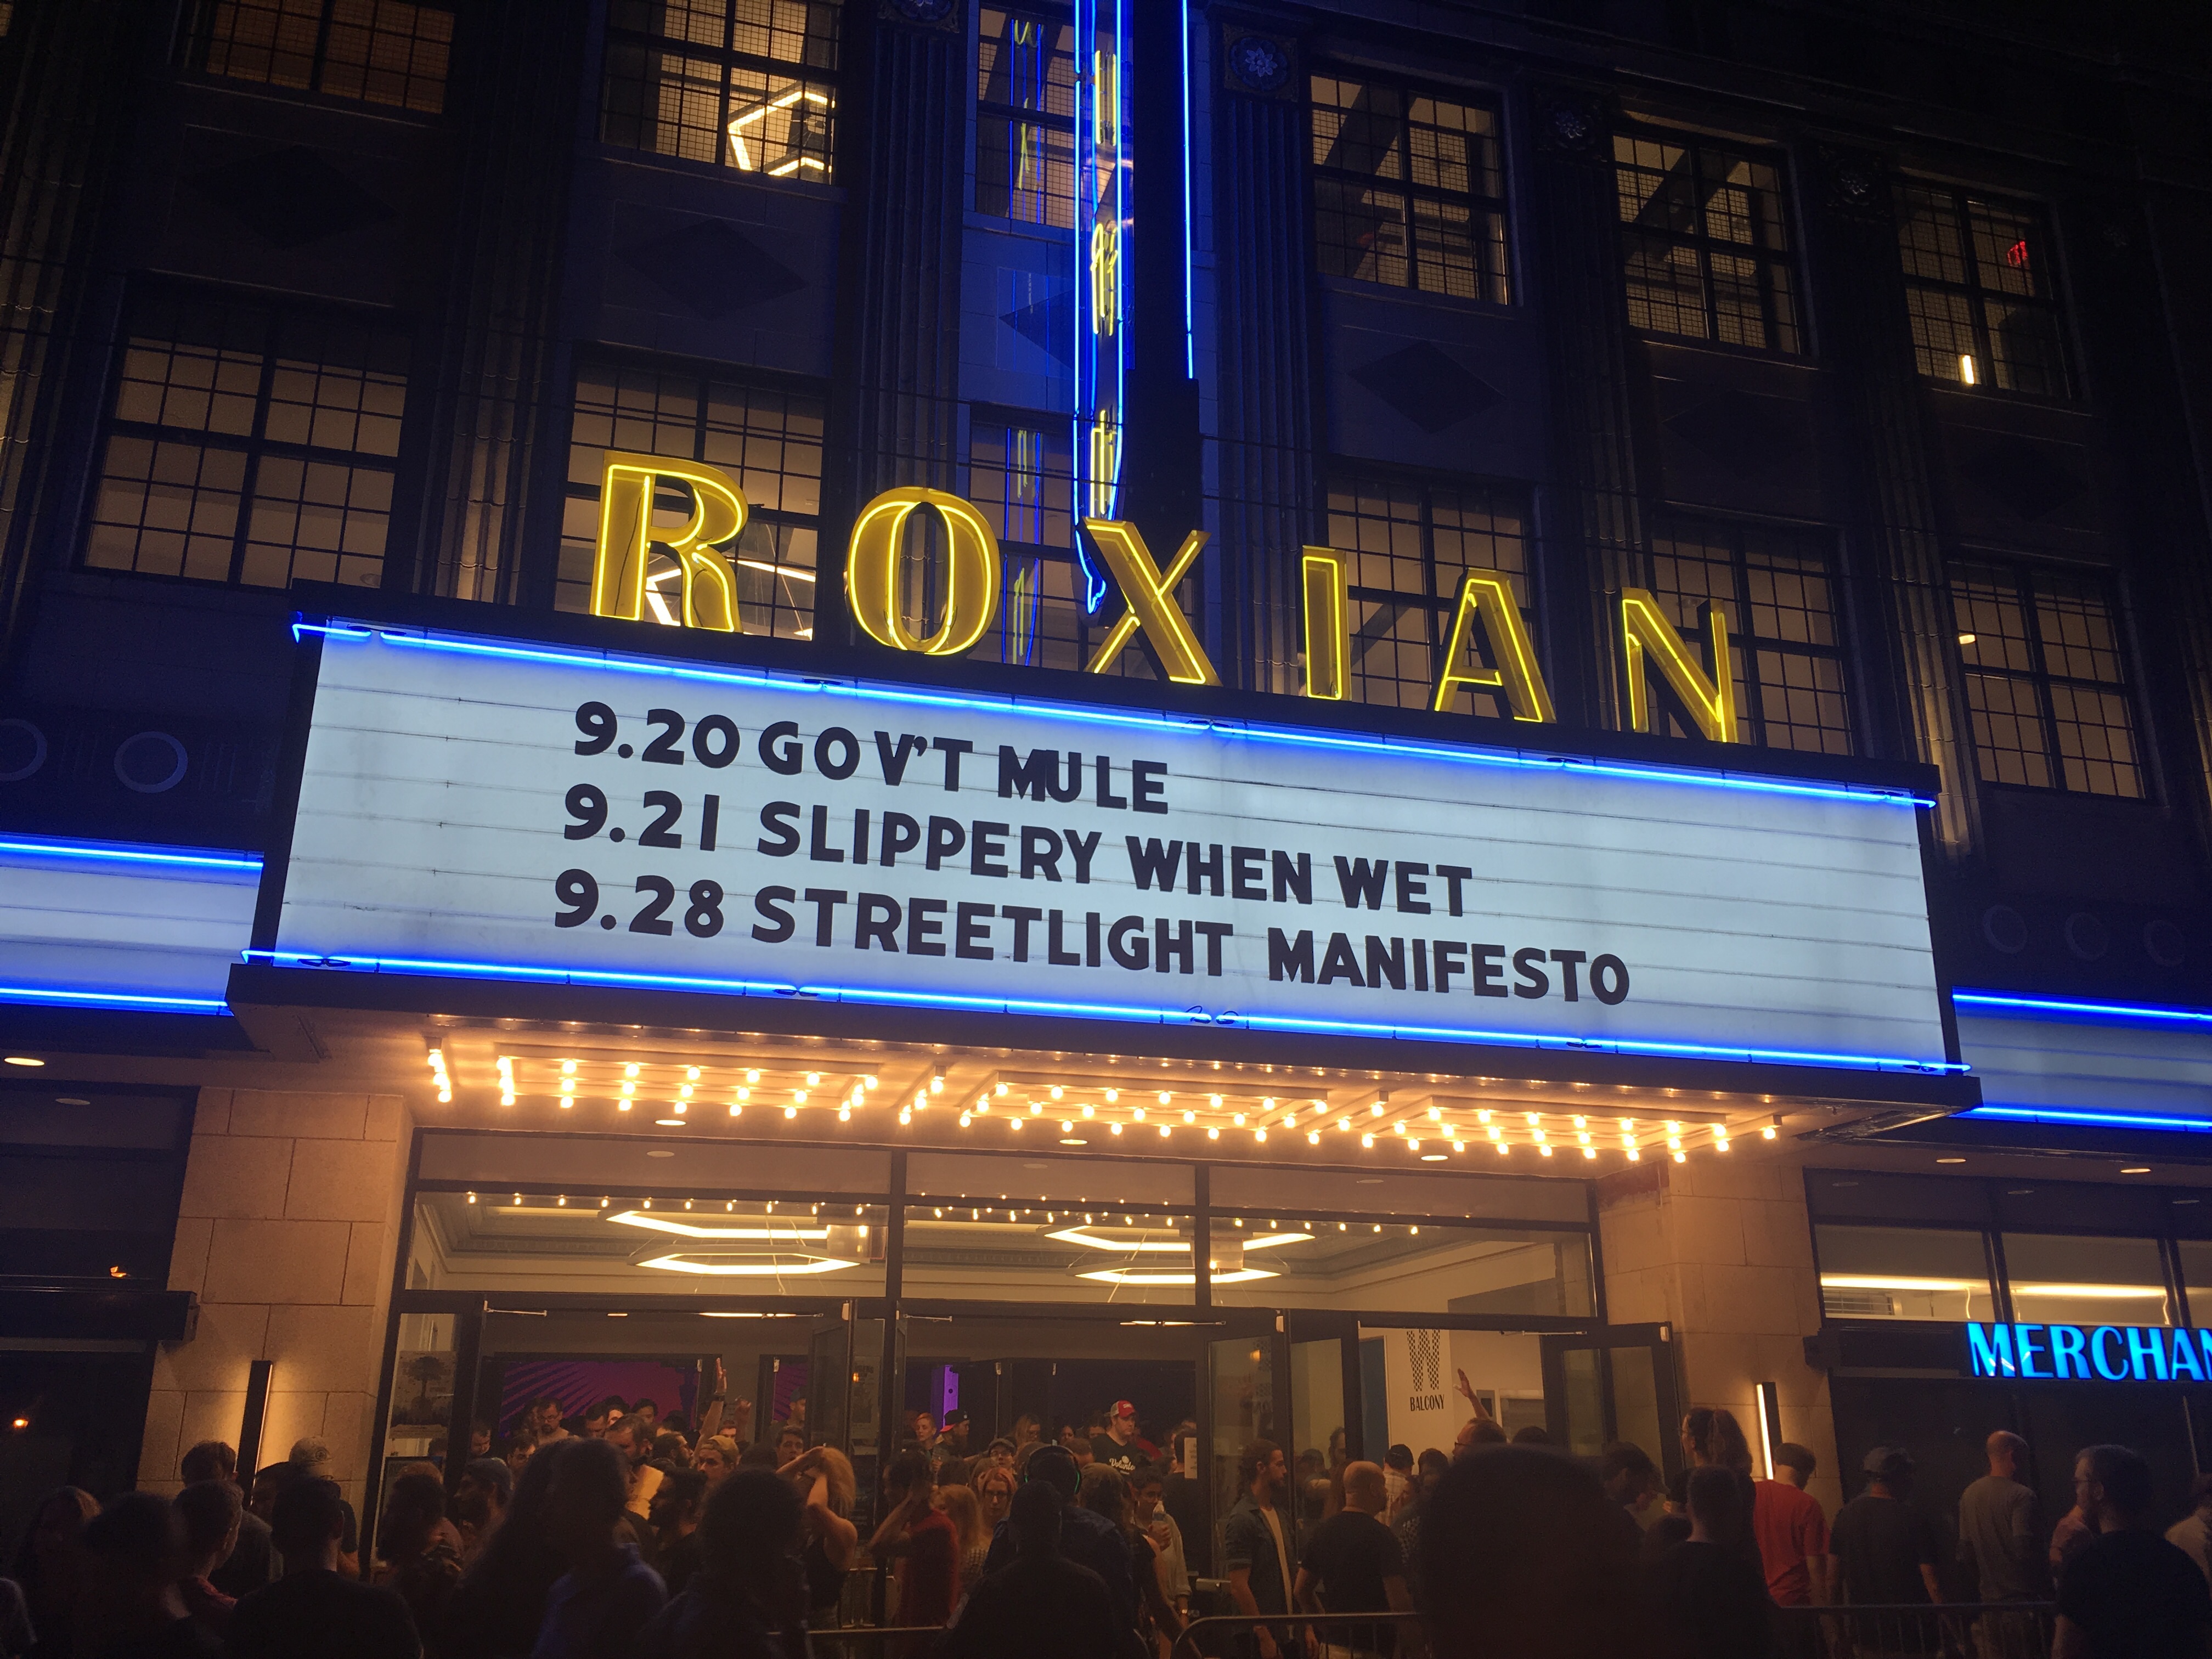 ROXIAN
9.20 GOV'T MULE
9.21 SLIPPERY WHEN WET
9.28 STREETLIGHT MANIFESTO
BALCONY
MERCHAN